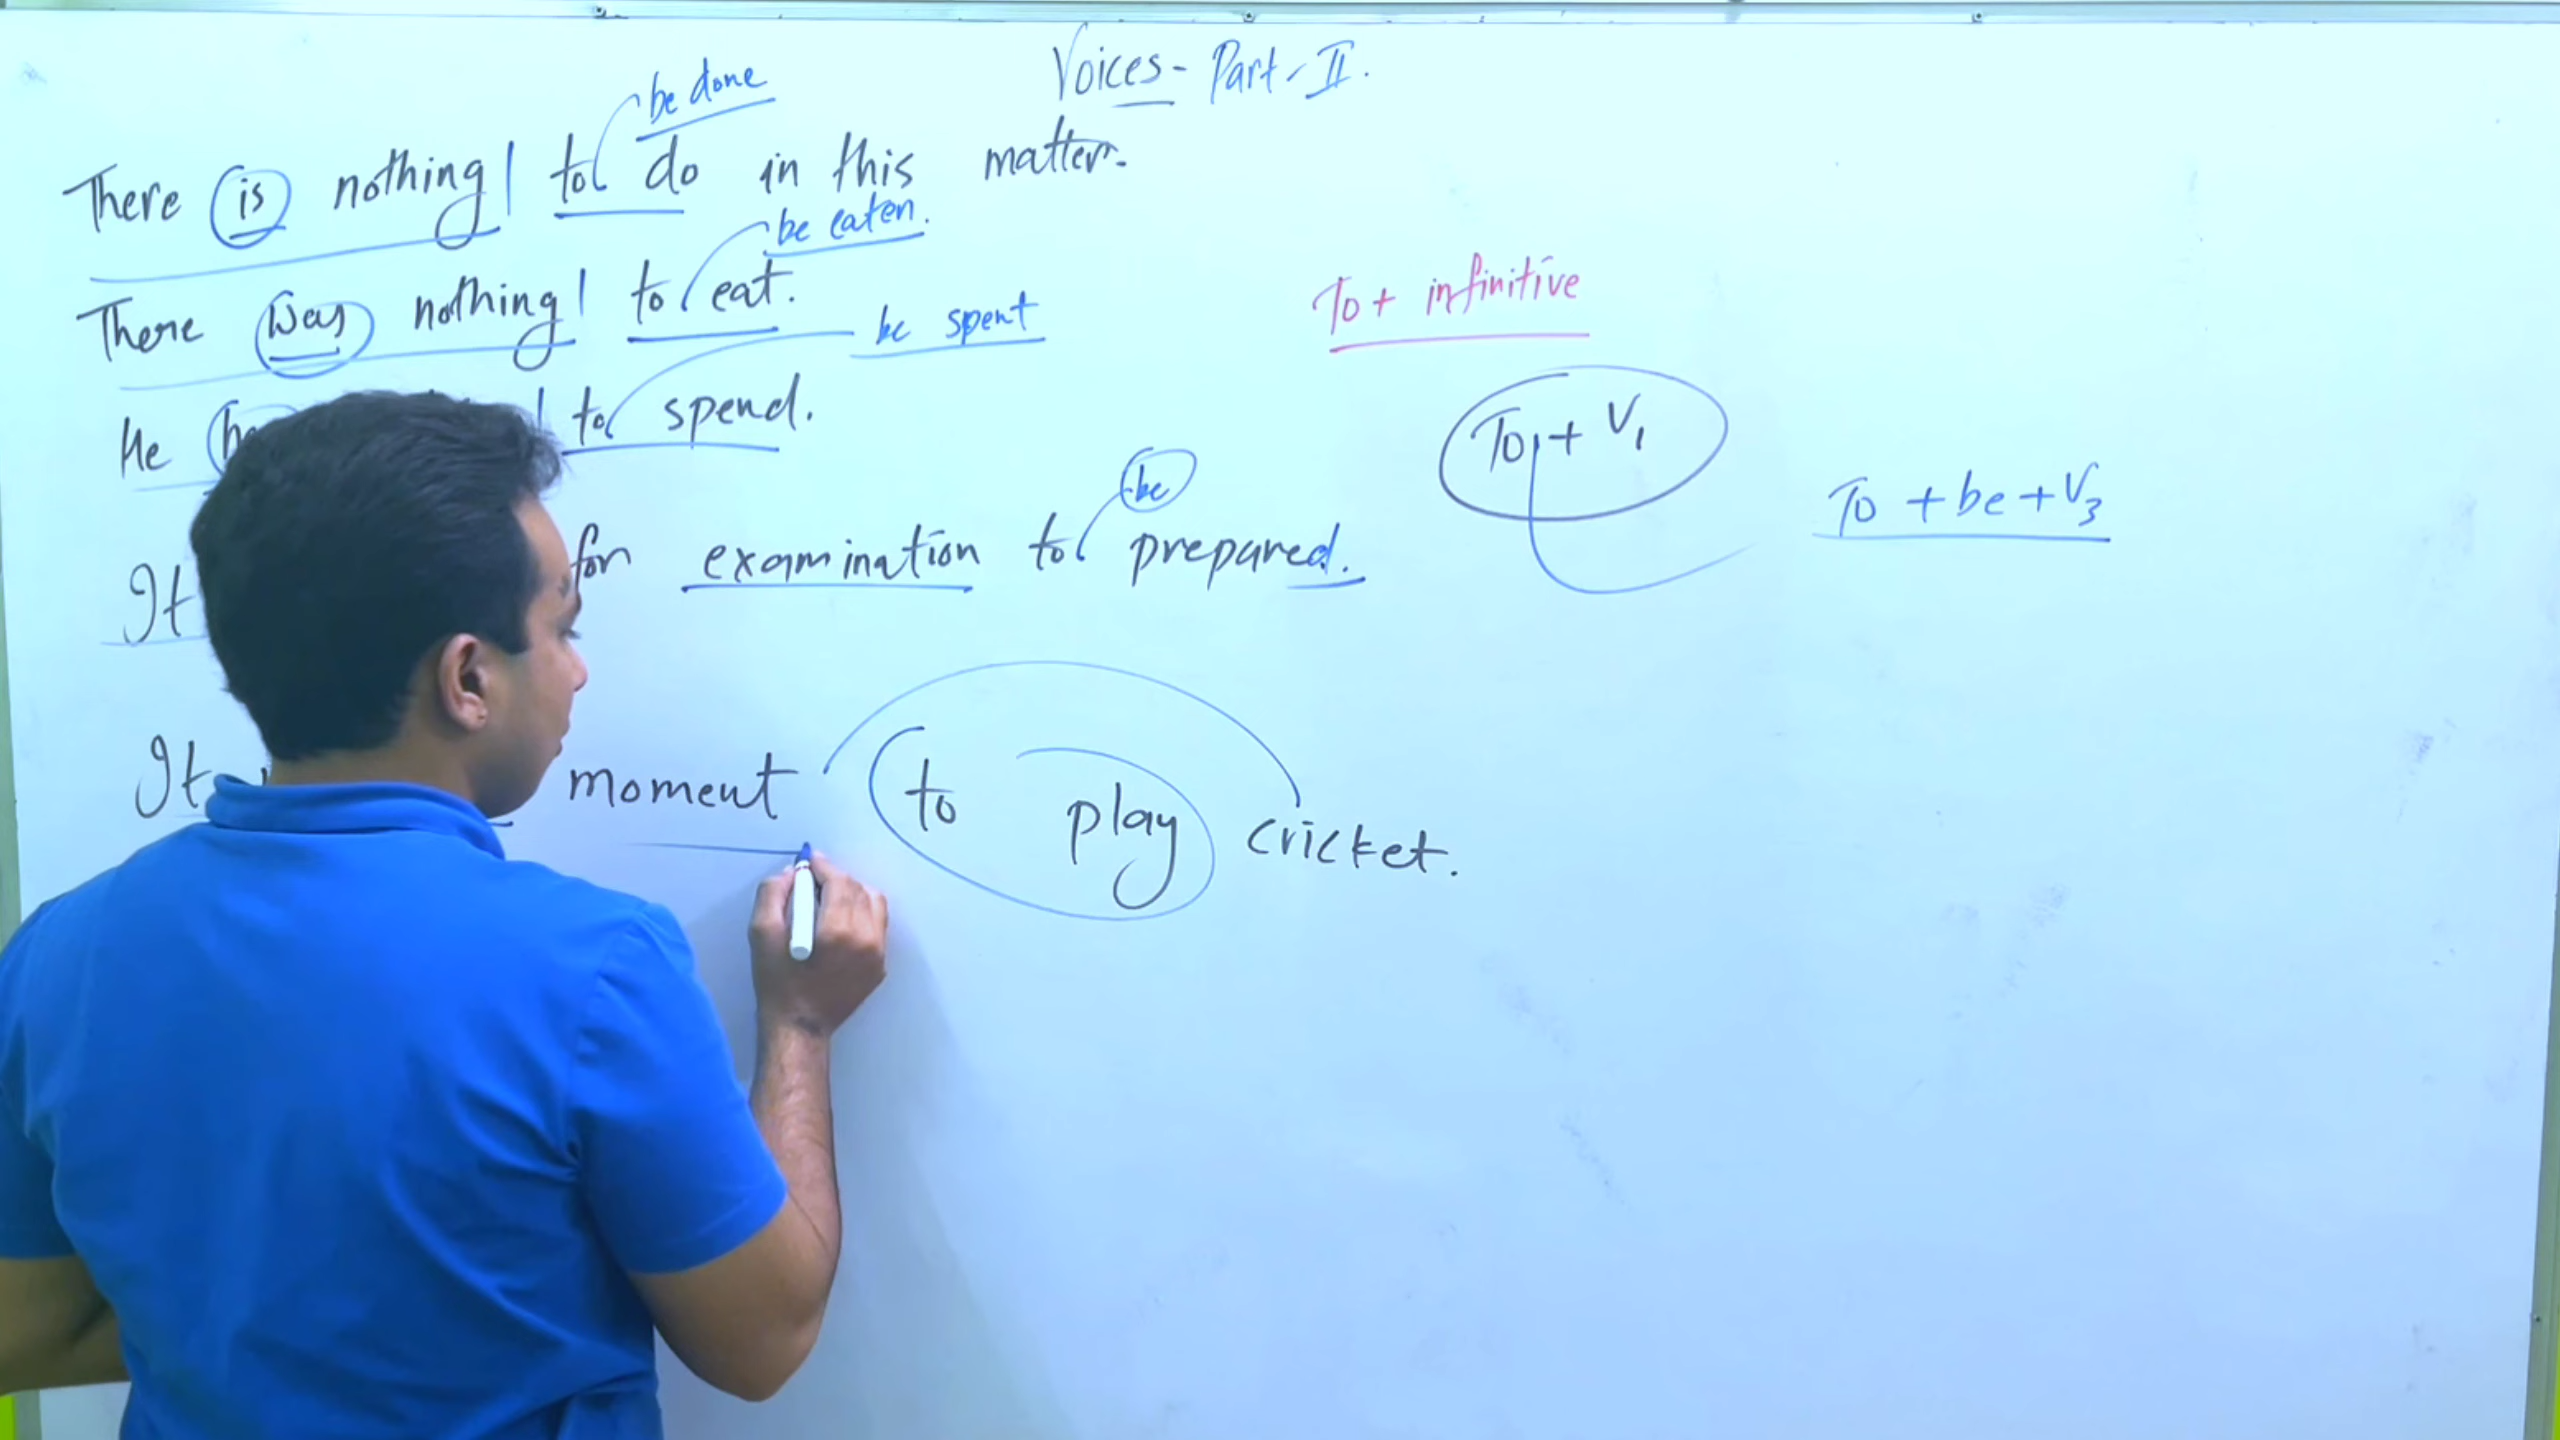 Voices - Part - II.
be done
There is nothing | to do in this matter.
be eaten.
There was nothing | to eat.
be spent
He to spend.
be
It for examination to prepared.
It moment to play cricket.
To + infinitive
To + V1
To + be + V3